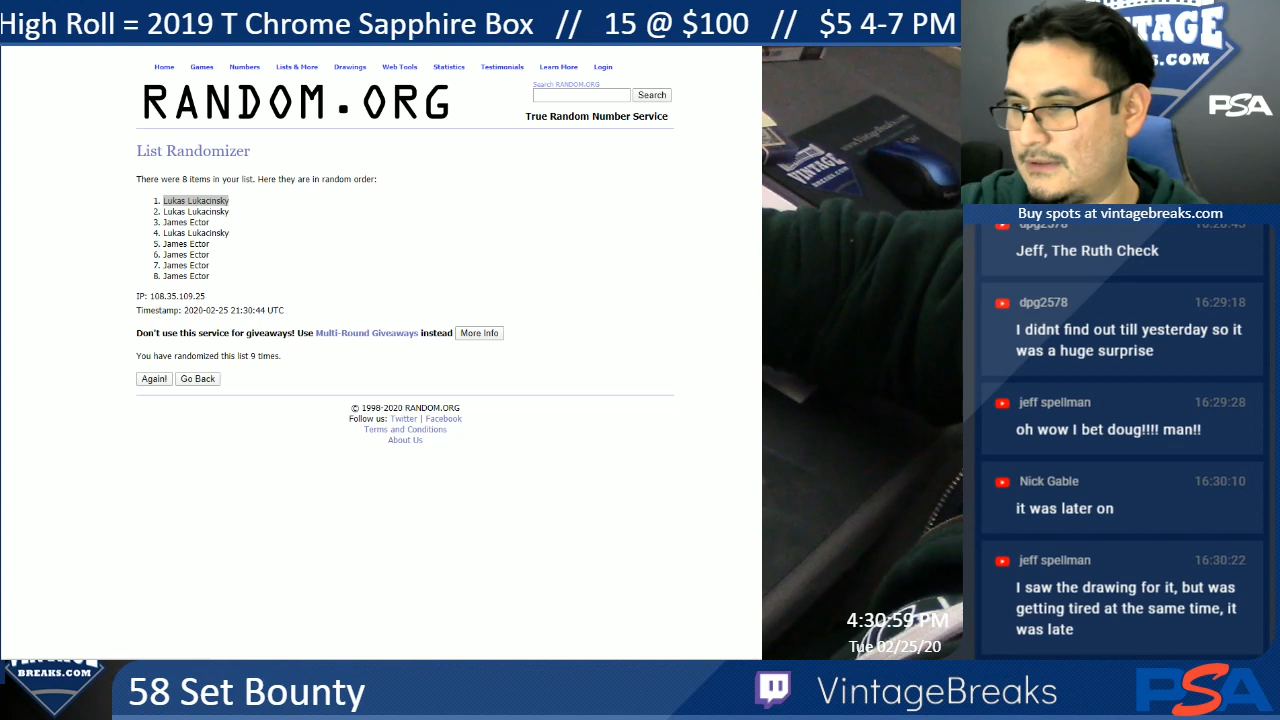 High Roll = 2019 T Chrome Sapphire Box // 15 @ $100 // $5 4-7 PM
Home Games Numbers Lists & More Drawings Web Tools Statistics Testimonials Learn More Login
RANDOM.ORG
Search RANDOM.ORG
Search
True Random Number Service
List Randomizer
There were 8 items in your list. Here they are in random order:
1. Lukas Lukacinsky
2. Lukas Lukacinsky
3. James Ector
4. Lukas Lukacinsky
5. James Ector
6. James Ector
7. James Ector
8. James Ector
IP: 108.35.109.25
Timestamp: 2020-02-25 21:30:44 UTC
Don't use this service for giveaways! Use Multi-Round Giveaways instead More Info
You have randomized this list 9 times.
Again! Go Back
© 1998-2020 RANDOM.ORG
Follow us: Twitter | Facebook
Terms and Conditions
About Us
VINTAGE
BREAKS.COM
PSA
Buy spots at vintagebreaks.com
dpg2578 16:28:45
Jeff, The Ruth Check
dpg2578 16:29:18
I didnt find out till yesterday so it
was a huge surprise
jeff spellman 16:29:28
oh wow I bet doug!!!! man!!
Nick Gable 16:30:10
it was later on
jeff spellman 16:30:22
I saw the drawing for it, but was
getting tired at the same time, it
was late
4:30:59 PM
Tue 02/25/20
BREAKS.COM
58 Set Bounty
VintageBreaks
PSA